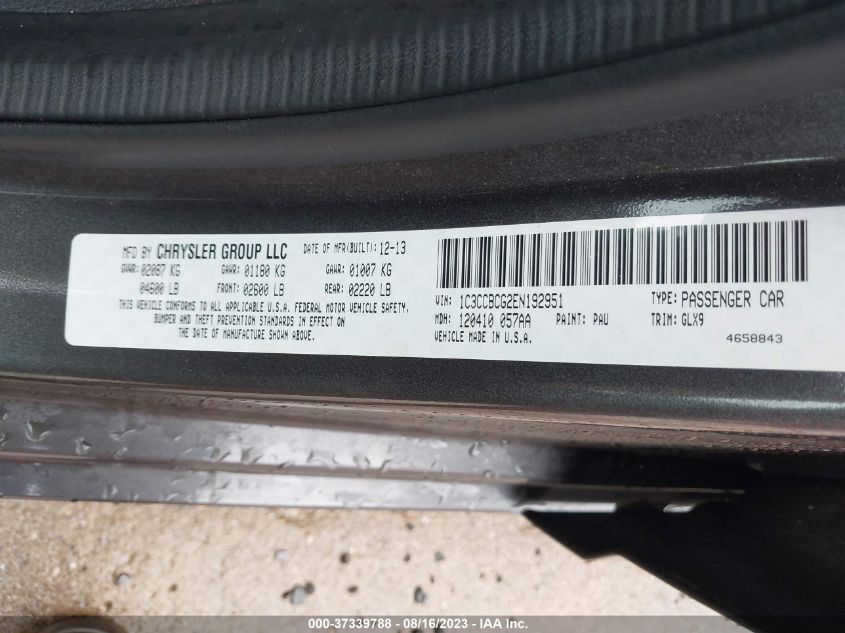 MFD BY CHRYSLER GROUP LLC DATE OF MFR(BUILT): 12-13
GVWR: 02087 KG GAWR: 01180 KG GAWR: 01007 KG
04600 LB FRONT: 02600 LB REAR: 02220 LB
THIS VEHICLE CONFORMS TO ALL APPLICABLE U.S.A. FEDERAL MOTOR VEHICLE SAFETY,
BUMPER AND THEFT PREVENTION STANDARDS IN EFFECT ON
THE DATE OF MANUFACTURE SHOWN ABOVE.
VIN: 1C3CCBCG2EN192951 TYPE: PASSENGER CAR
MDH: 120410 057AA PAINT: PAU TRIM: GLX9
VEHICLE MADE IN U.S.A. 4658843
000-37339788 - 08/16/2023 - IAA Inc.